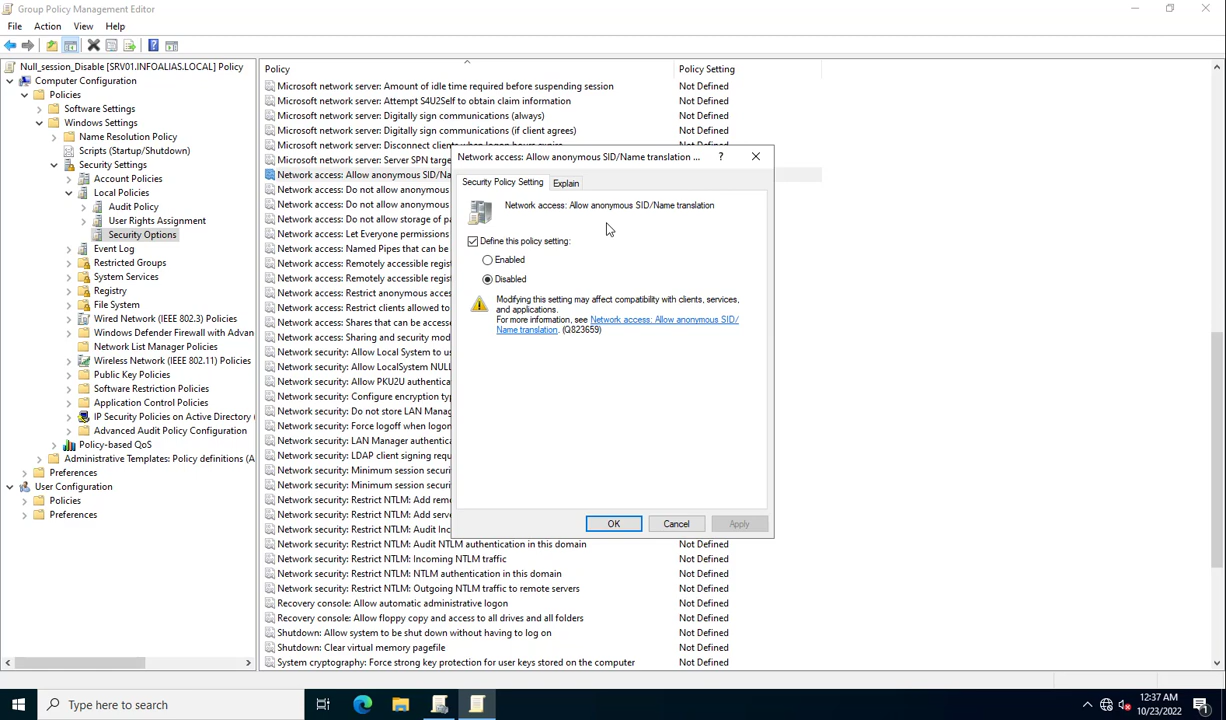 Group Policy Management Editor
File Action View Help
Null_session_Disable [SRV01.INFOALIAS.LOCAL] Policy
Computer Configuration
Policies
Software Settings
Windows Settings
Name Resolution Policy
Scripts (Startup/Shutdown)
Security Settings
Account Policies
Local Policies
Audit Policy
User Rights Assignment
Security Options
Event Log
Restricted Groups
System Services
Registry
File System
Wired Network (IEEE 802.3) Policies
Windows Defender Firewall with Advan
Network List Manager Policies
Wireless Network (IEEE 802.11) Policies
Public Key Policies
Software Restriction Policies
Application Control Policies
IP Security Policies on Active Directory (
Advanced Audit Policy Configuration
Policy-based QoS
Administrative Templates: Policy definitions (A
Preferences
User Configuration
Policies
Preferences
Policy Policy Setting
Microsoft network server: Amount of idle time required before suspending session Not Defined
Microsoft network server: Attempt S4U2Self to obtain claim information Not Defined
Microsoft network server: Digitally sign communications (always) Not Defined
Microsoft network server: Digitally sign communications (if client agrees) Not Defined
Microsoft network server: Disconnect clients when logon hours expire Not Defined
Microsoft network server: Server SPN targe
Network access: Allow anonymous SID/Na
Network access: Do not allow anonymous
Network access: Do not allow anonymous
Network access: Do not allow storage of pa
Network access: Let Everyone permissions
Network access: Named Pipes that can be
Network access: Remotely accessible regis
Network access: Remotely accessible regis
Network access: Restrict anonymous acces
Network access: Restrict clients allowed to
Network access: Shares that can be access
Network access: Sharing and security mod
Network security: Allow Local System to us
Network security: Allow LocalSystem NULL
Network security: Allow PKU2U authentica
Network security: Configure encryption typ
Network security: Do not store LAN Manag
Network security: Force logoff when logon
Network security: LAN Manager authentica
Network security: LDAP client signing requ
Network security: Minimum session securi
Network security: Minimum session securi
Network security: Restrict NTLM: Add remo
Network security: Restrict NTLM: Add serv
Network security: Restrict NTLM: Audit Inc
Network security: Restrict NTLM: Audit NTLM authentication in this domain Not Defined
Network security: Restrict NTLM: Incoming NTLM traffic Not Defined
Network security: Restrict NTLM: NTLM authentication in this domain Not Defined
Network security: Restrict NTLM: Outgoing NTLM traffic to remote servers Not Defined
Recovery console: Allow automatic administrative logon Not Defined
Recovery console: Allow floppy copy and access to all drives and all folders Not Defined
Shutdown: Allow system to be shut down without having to log on Not Defined
Shutdown: Clear virtual memory pagefile Not Defined
System cryptography: Force strong key protection for user keys stored on the computer Not Defined
Network access: Allow anonymous SID/Name translation ... ?
Security Policy Setting Explain
Network access: Allow anonymous SID/Name translation
Define this policy setting:
Enabled
Disabled
Modifying this setting may affect compatibility with clients, services,
and applications.
For more information, see Network access: Allow anonymous SID/
Name translation. (Q823659)
OK Cancel Apply
Type here to search
12:37 AM
10/23/2022
1